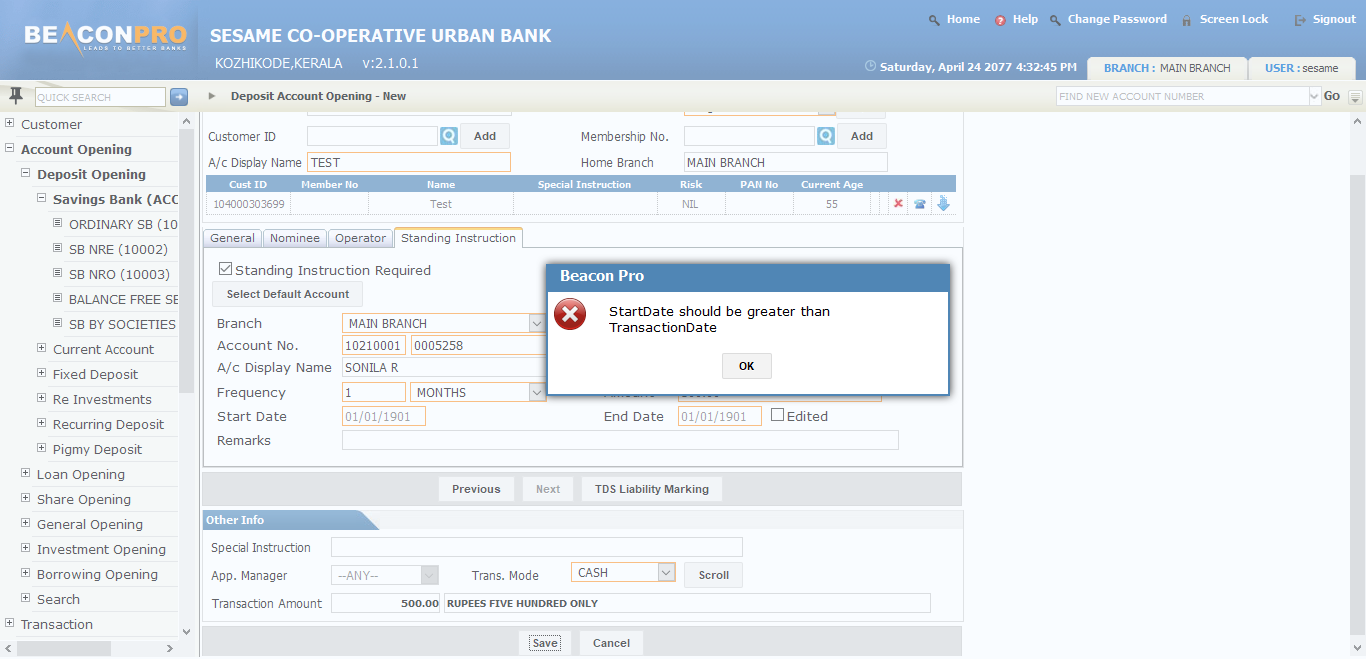 BEACONPRO
LEADS TO BETTER BANKS
SESAME CO-OPERATIVE URBAN BANK
KOZHIKODE,KERALA v:2.1.0.1
Home Help Change Password Screen Lock Signout
Saturday, April 24 2077 4:32:45 PM BRANCH : MAIN BRANCH USER : sesame
QUICK SEARCH Deposit Account Opening - New FIND NEW ACCOUNT NUMBER Go
Customer
Account Opening
Deposit Opening
Savings Bank (ACC
ORDINARY SB (10
SB NRE (10002)
SB NRO (10003)
BALANCE FREE SE
SB BY SOCIETIES
Current Account
Fixed Deposit
Re Investments
Recurring Deposit
Pigmy Deposit
Loan Opening
Share Opening
General Opening
Investment Opening
Borrowing Opening
Search
Transaction
Customer ID Add Membership No. Add
A/c Display Name TEST Home Branch MAIN BRANCH
Cust ID Member No Name Special Instruction Risk PAN No Current Age
104000303699 Test NIL 55
General Nominee Operator Standing Instruction
Standing Instruction Required
Select Default Account
Branch MAIN BRANCH
Account No. 10210001 0005258
A/c Display Name SONILA R
Frequency 1 MONTHS
Start Date 01/01/1901 End Date 01/01/1901 Edited
Remarks
Beacon Pro
StartDate should be greater than
TransactionDate
OK
Previous Next TDS Liability Marking
Other Info
Special Instruction
App. Manager --ANY-- Trans. Mode CASH Scroll
Transaction Amount 500.00 RUPEES FIVE HUNDRED ONLY
Save Cancel